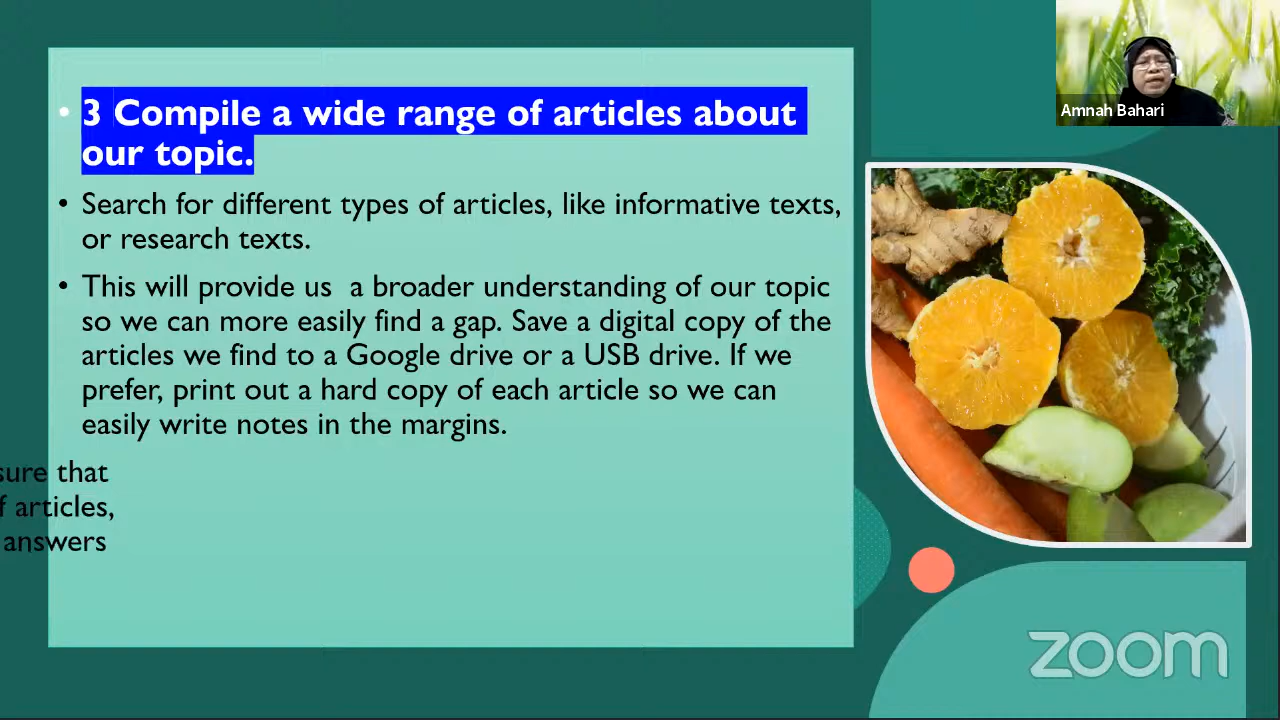 • 3 Compile a wide range of articles about
our topic.
• Search for different types of articles, like informative texts,
or research texts.
• This will provide us a broader understanding of our topic
so we can more easily find a gap. Save a digital copy of the
articles we find to a Google drive or a USB drive. If we
prefer, print out a hard copy of each article so we can
easily write notes in the margins.
sure that
f articles,
answers
Amnah Bahari
zoom